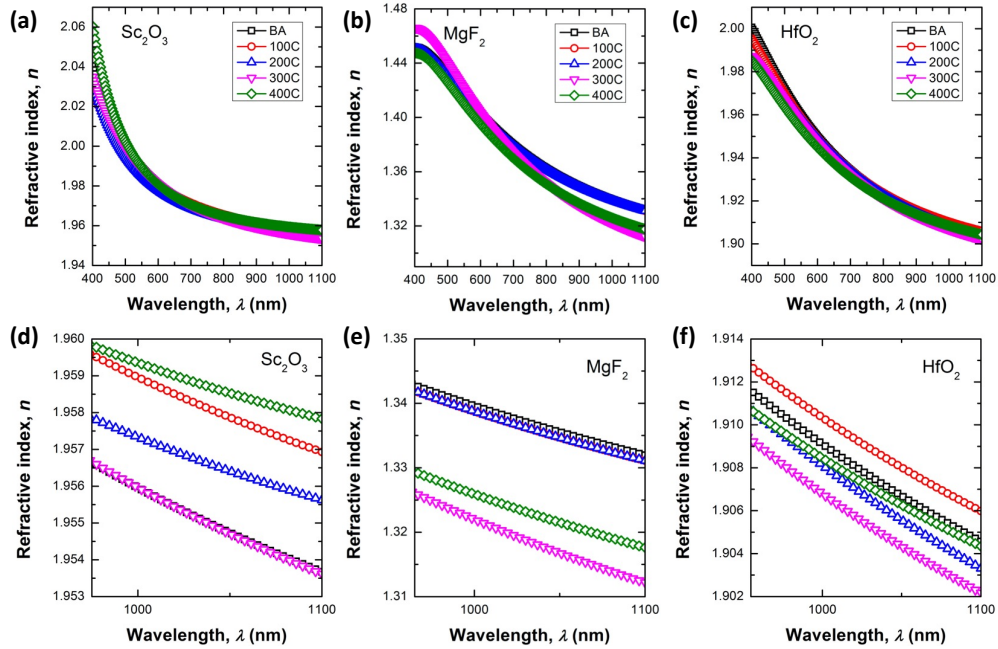 (a)
Sc₂O₃
BA
100C
200C
300C
400C
2.06
2.04
2.02
2.00
1.98
1.96
1.94
400 500 600 700 800 900 1000 1100
Refractive index, n
Wavelength, λ (nm)
(b)
MgF₂
BA
100C
200C
300C
400C
1.48
1.44
1.40
1.36
1.32
400 500 600 700 800 900 1000 1100
Refractive index, n
Wavelength, λ (nm)
(c)
HfO₂
BA
100C
200C
300C
400C
2.00
1.98
1.96
1.94
1.92
1.90
400 500 600 700 800 900 1000 1100
Refractive index, n
Wavelength, λ (nm)
(d)
Sc₂O₃
1.960
1.959
1.958
1.957
1.956
1.955
1.954
1.953
1000 1100
Refractive index, n
Wavelength, λ (nm)
(e)
MgF₂
1.35
1.34
1.33
1.32
1.31
1000 1100
Refractive index, n
Wavelength, λ (nm)
(f)
HfO₂
1.914
1.912
1.910
1.908
1.906
1.904
1.902
1000 1100
Refractive index, n
Wavelength, λ (nm)